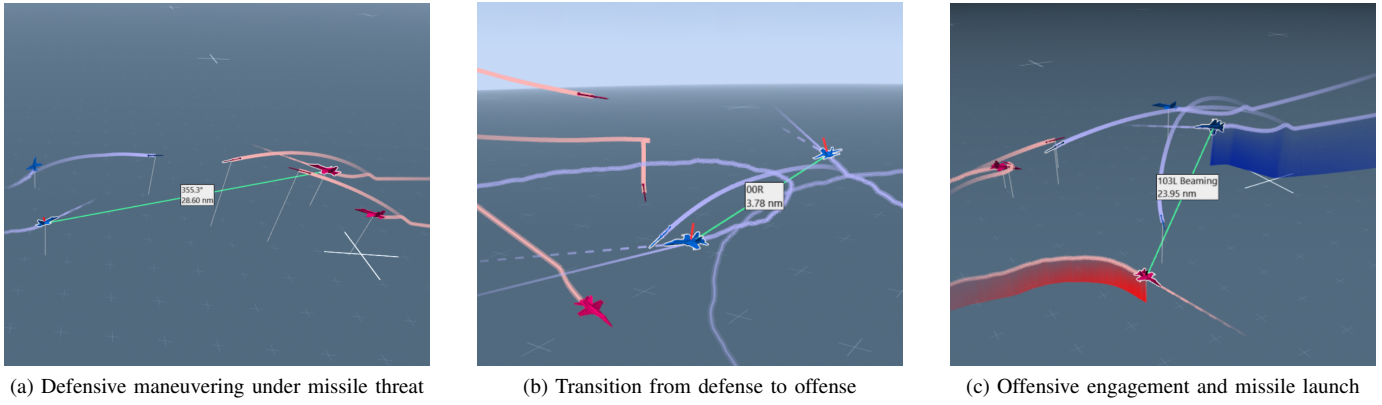 355.3°
28.60 nm
00R
3.78 nm
103L Beaming
23.95 nm
(a) Defensive maneuvering under missile threat
(b) Transition from defense to offense
(c) Offensive engagement and missile launch